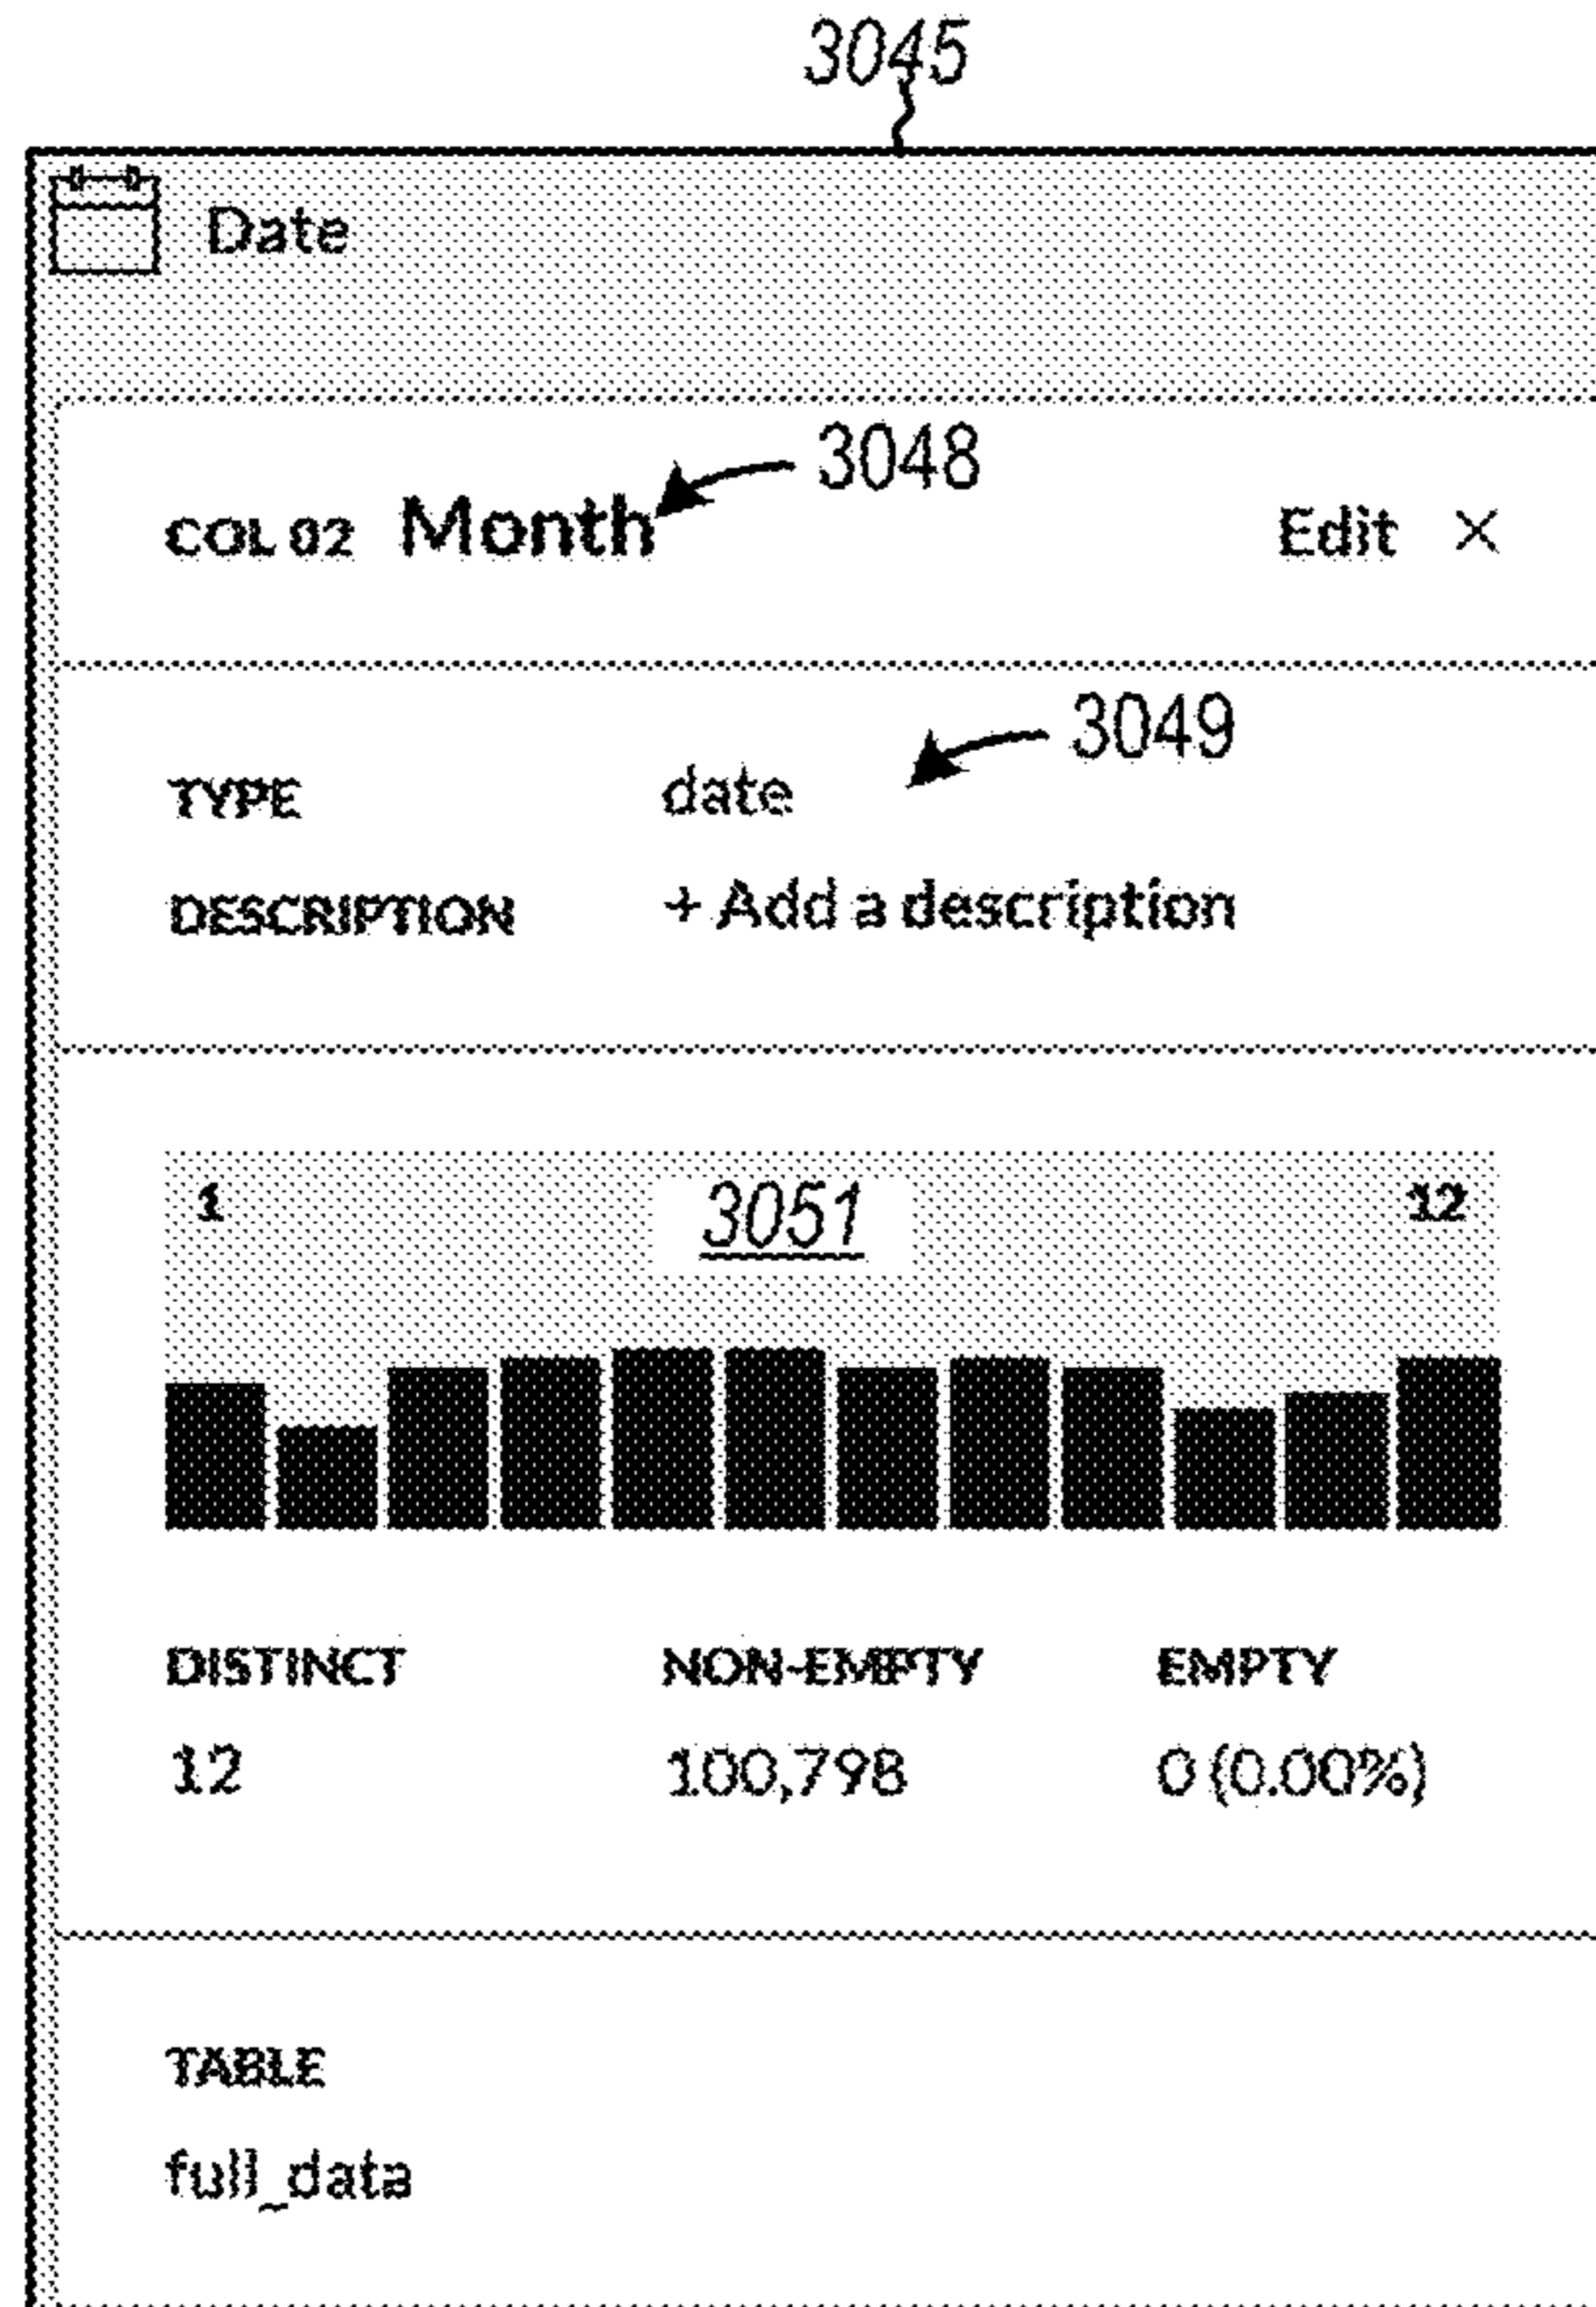 3045
Date
3048
COL 02 Month Edit ×
3049
TYPE date
DESCRIPTION + Add a description
1 3051 12
DISTINCT NON-EMPTY EMPTY
12 100,798 0 (0.00%)
TABLE
full_data